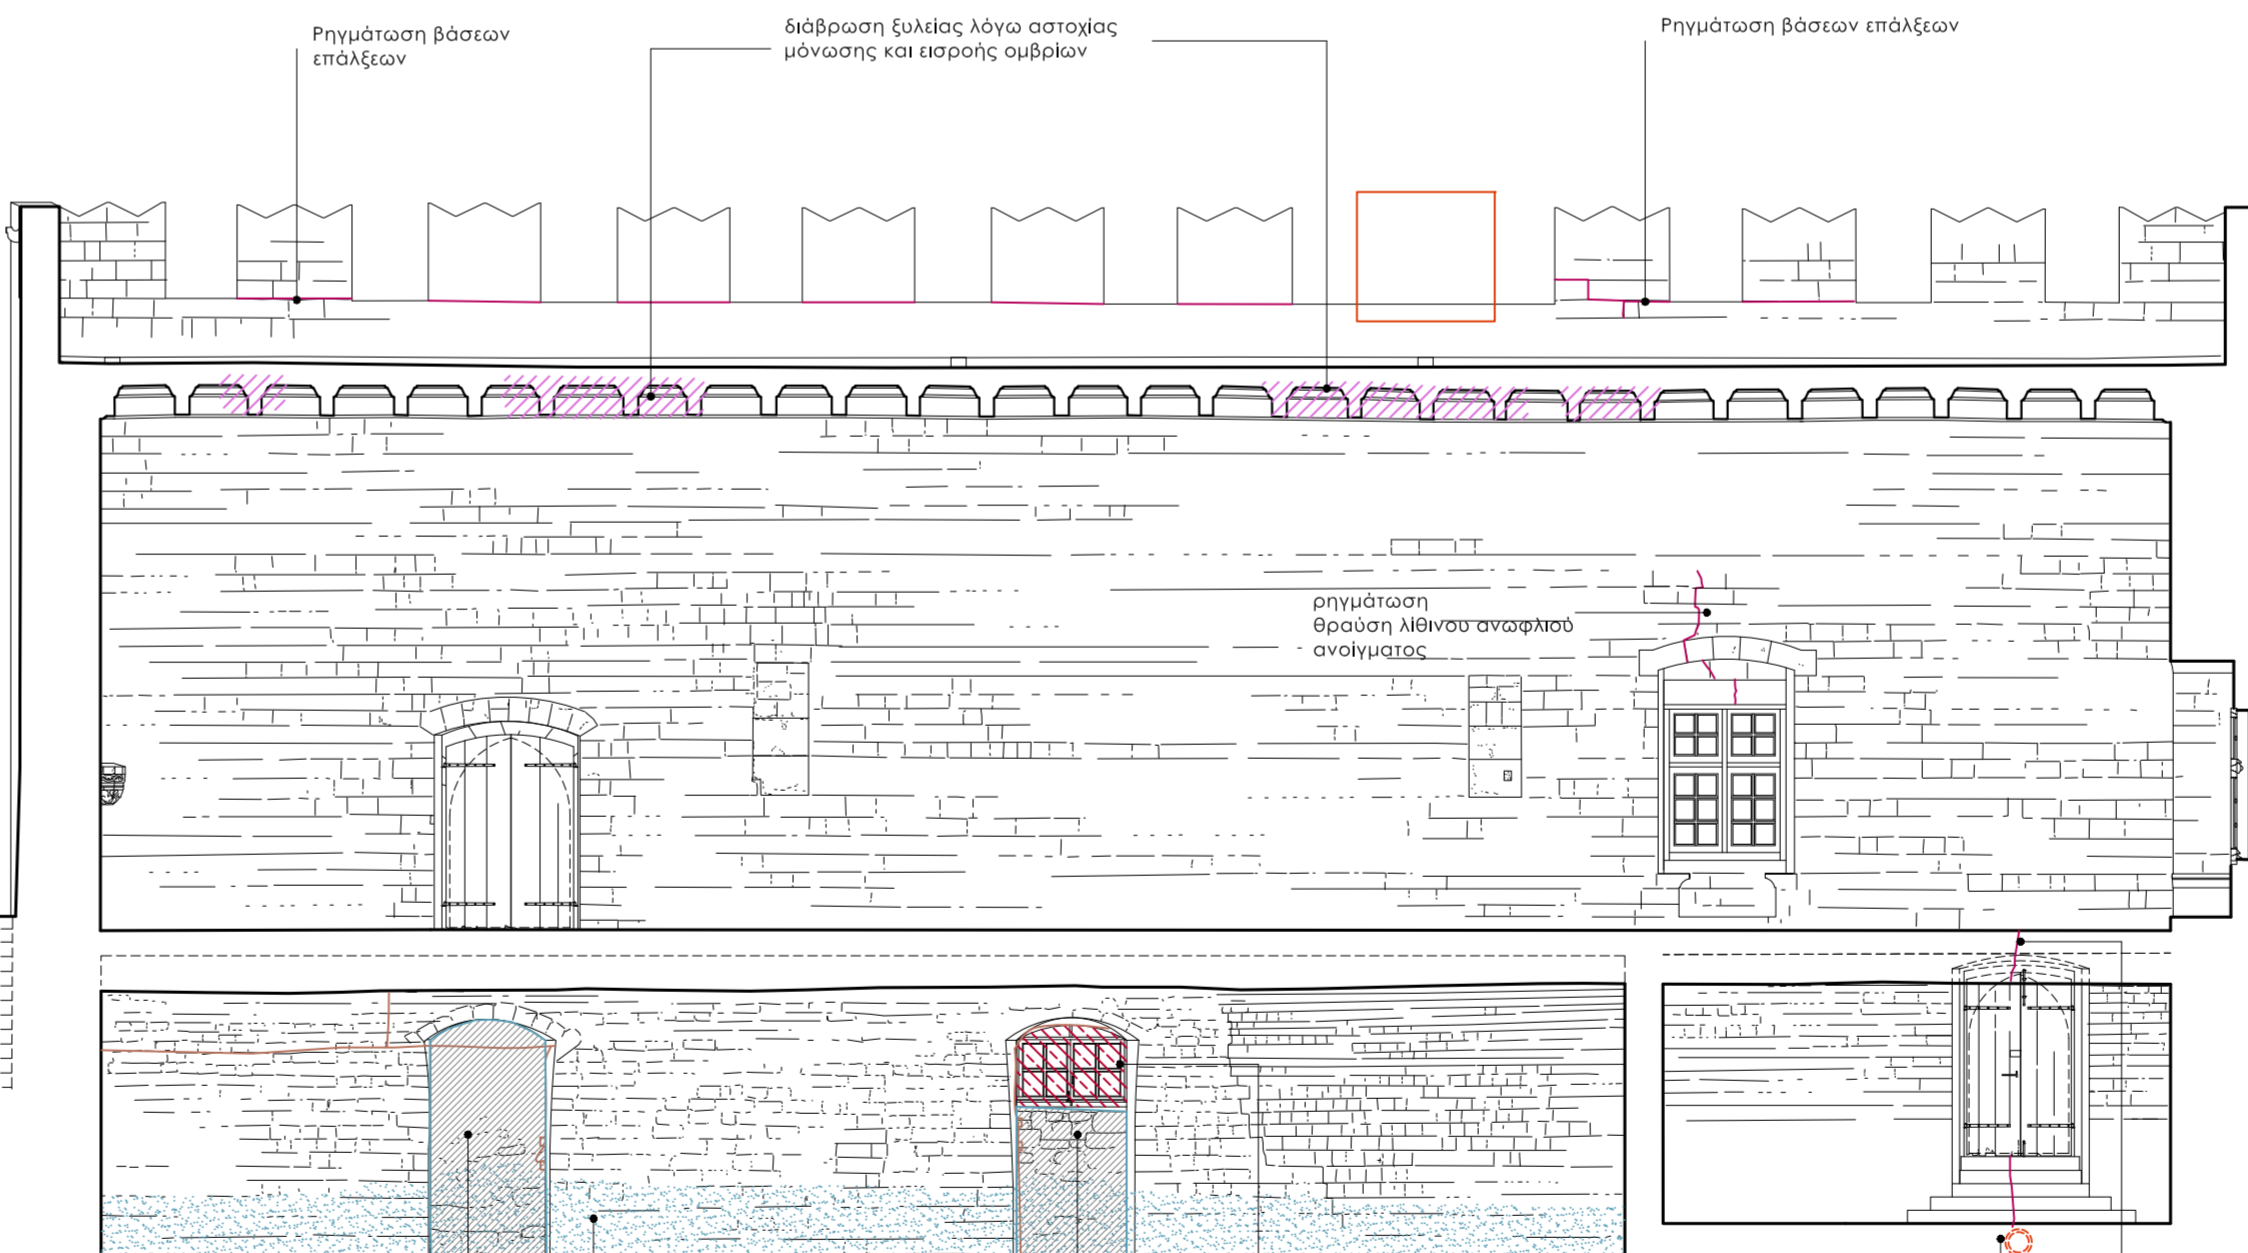 Ρηγμάτωση βάσεων
επάλξεων
διάβρωση ξυλείας λόγω αστοχίας
μόνωσης και εισροής ομβρίων
Ρηγμάτωση βάσεων επάλξεων
ρηγμάτωση
θραύση λίθινου ανωφλιού
ανοίγματος